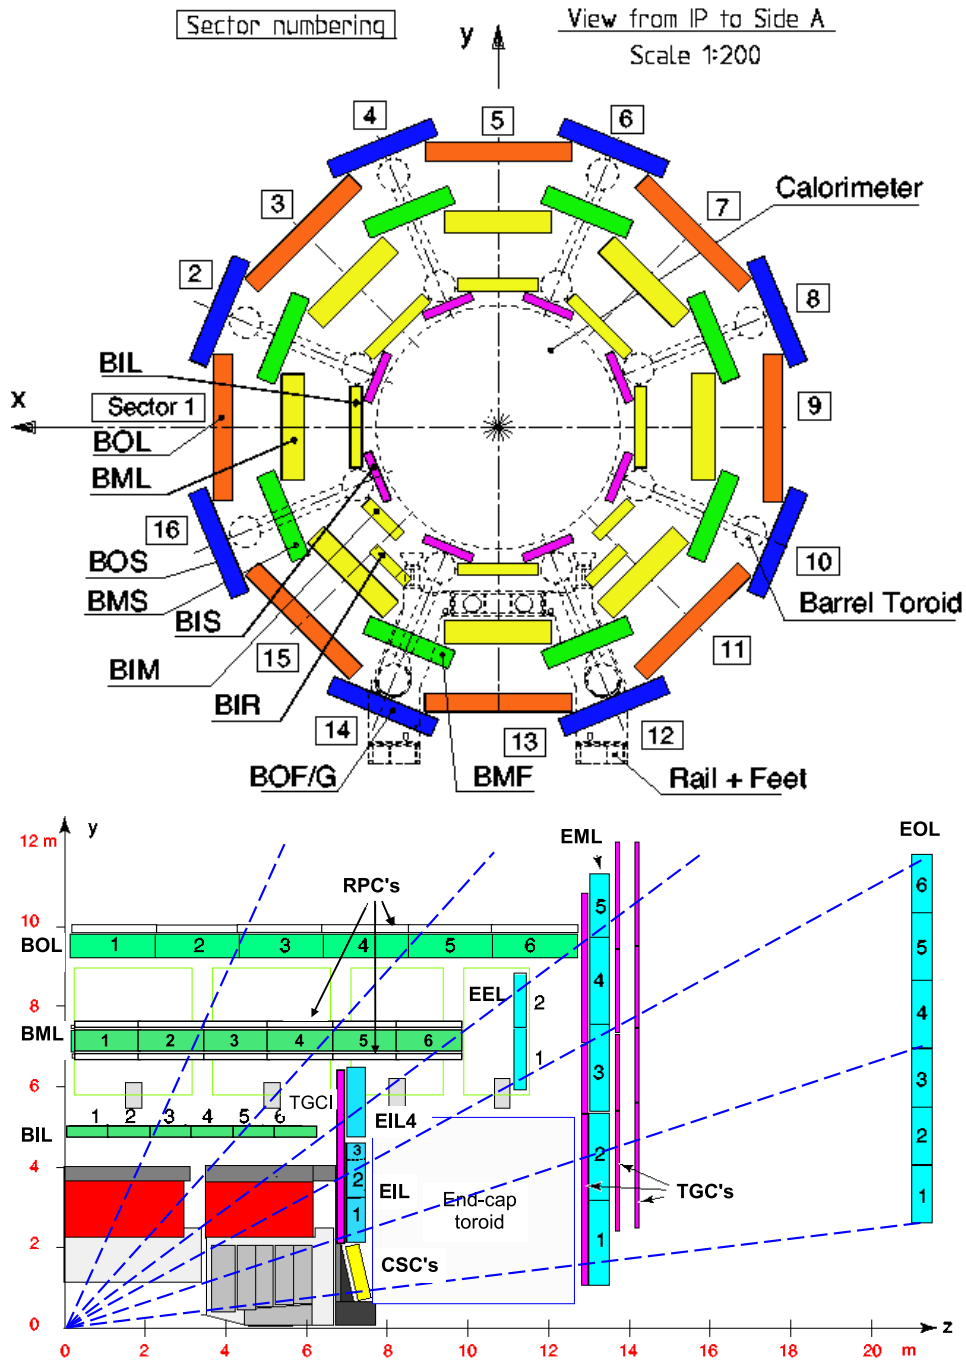 Sector numbering
View from IP to Side A
Scale 1:200
y
4
5
6
3
7
Calorimeter
2
8
BIL
x
Sector 1
9
BOL
BML
16
BOS
10
BMS
Barrel Toroid
BIS
15
11
BIM
BIR
14
13
12
BOF/G
BMF
Rail + Feet
12 m
y
EML
EOL
RPC's
6
5
10
BOL
1 2 3 4 5 6
5
4
EEL
2
8
4
BML
1 2 3 4 5 6
1
3
3
6
TGCI
1 2 3 4 5 6
EIL4
BIL
2
2
3
4
2
EIL
End-cap
toroid
TGC's
1
1
1
2
CSC's
0
z
0 2 4 6 8 10 12 14 16 18 20 m